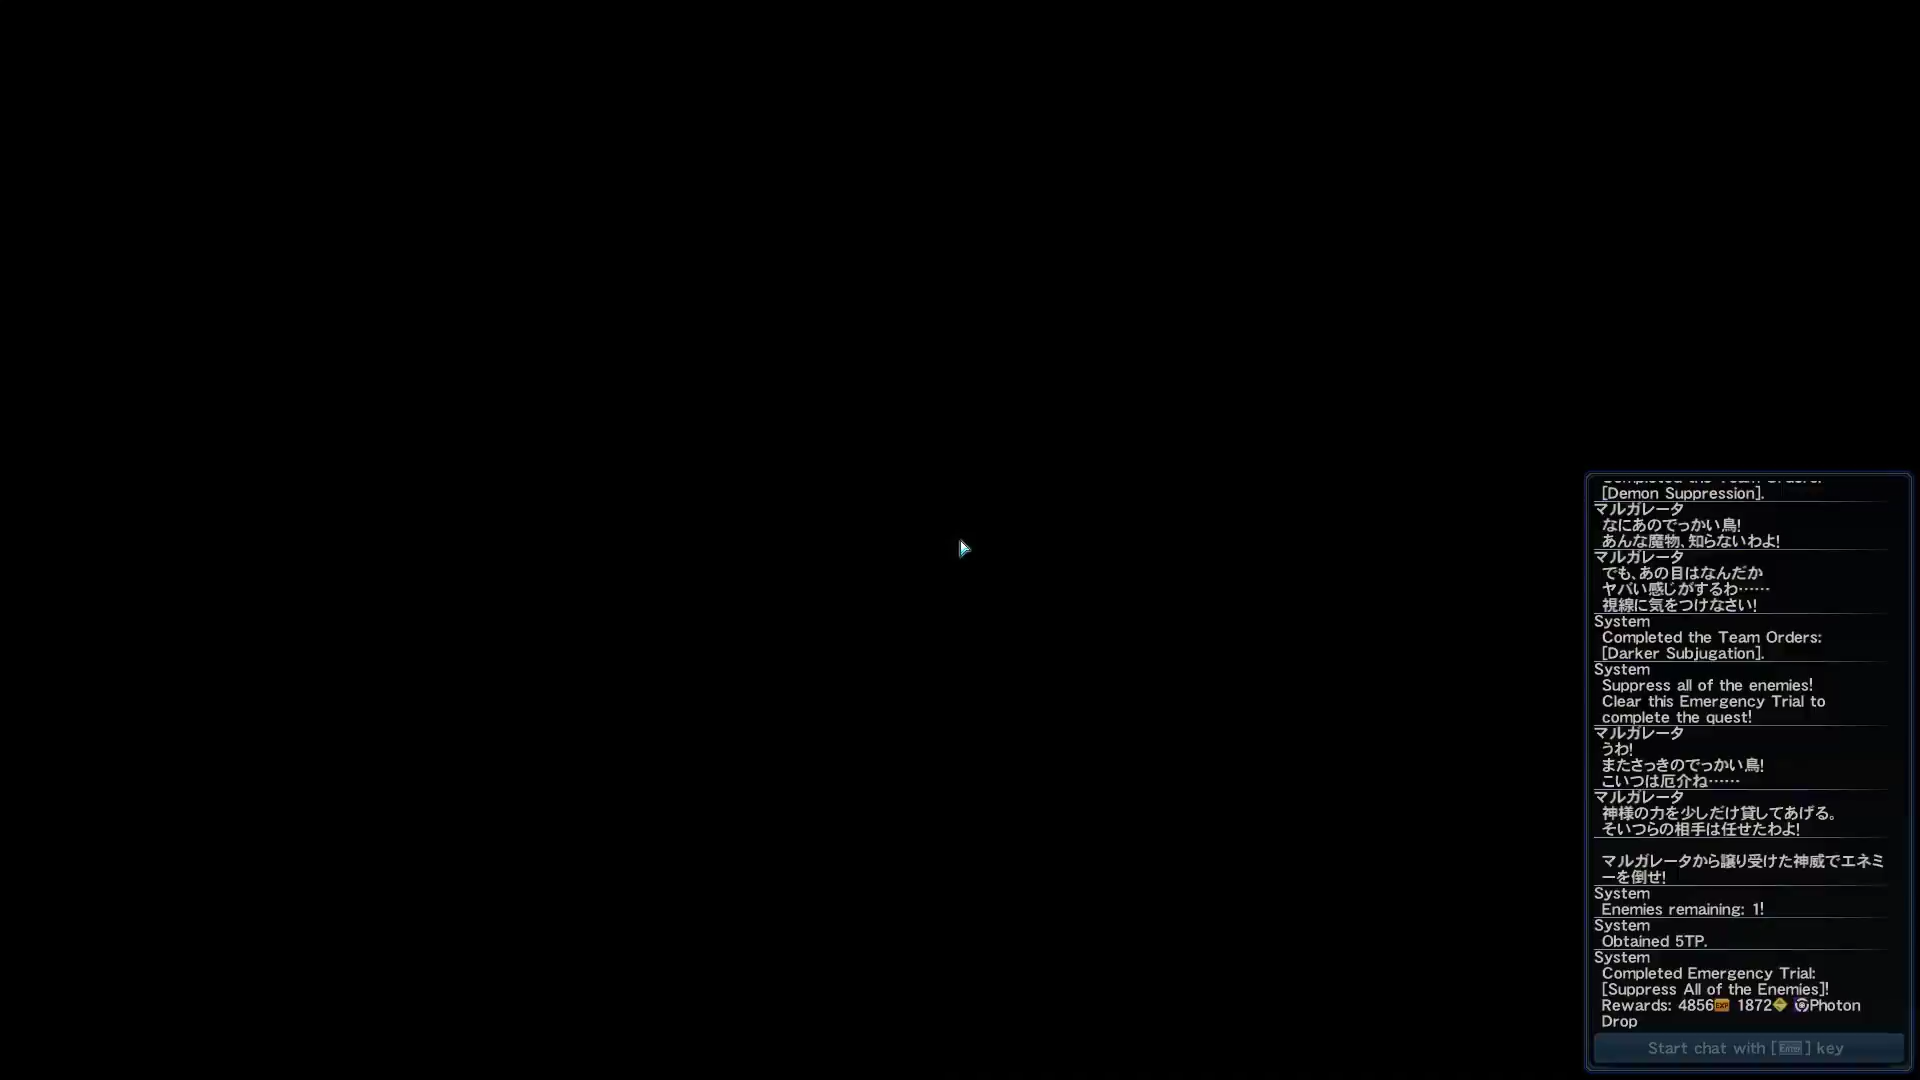 [Demon Suppression].
マルガレータ
なにあのでっかい鳥!
あんな魔物、知らないわよ!
マルガレータ
でも、あの目はなんだか
ヤバい感じがするわ……
視線に気をつけなさい!
System
Completed the Team Orders:
[Darker Subjugation].
System
Suppress all of the enemies!
Clear this Emergency Trial to
complete the quest!
マルガレータ
うわ!
またさっきのでっかい鳥!
こいつは厄介ね……
マルガレータ
神様の力を少しだけ貸してあげる。
そいつらの相手は任せたわよ!
マルガレータから譲り受けた神威でエネミ
ーを倒せ!
System
Enemies remaining: 1!
System
Obtained 5TP.
System
Completed Emergency Trial:
[Suppress All of the Enemies]!
Rewards: 4856EXP 1872 Photon
Drop
Start chat with [Enter] key